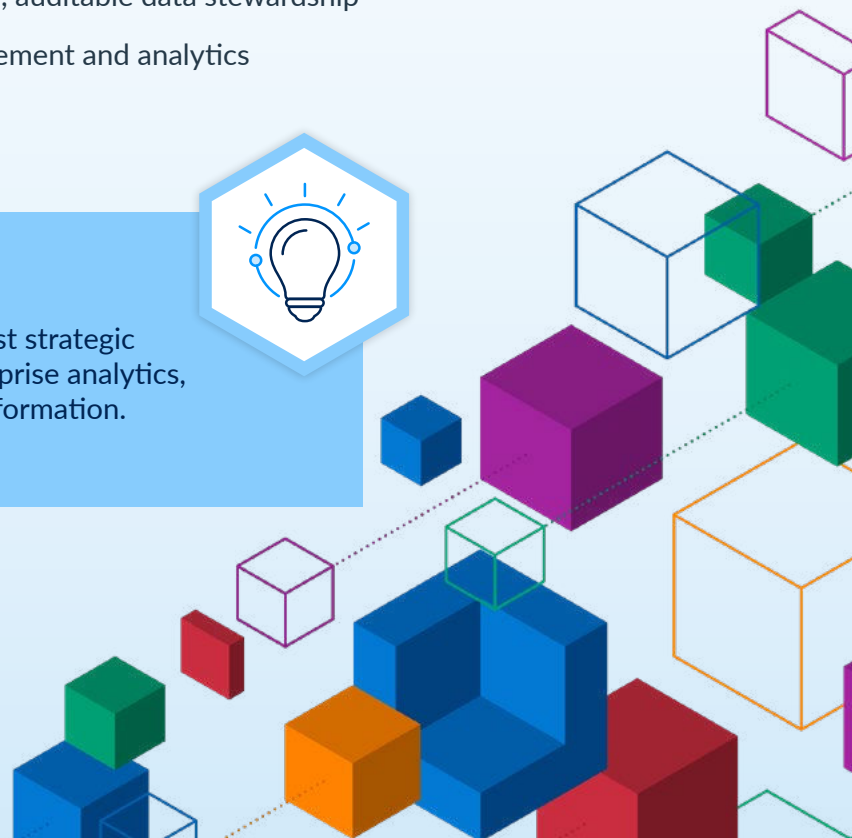 , auditable data stewardship
ement and analytics
st strategic
prise analytics,
formation.